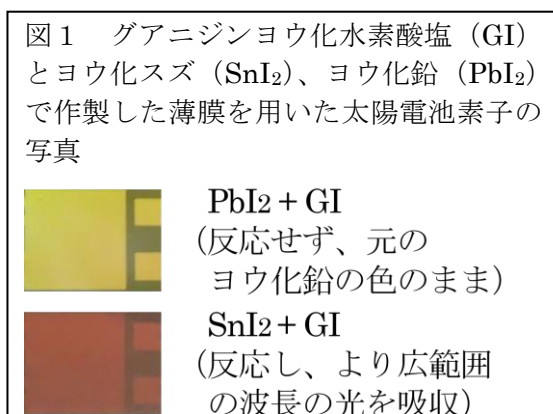 図１　グアニジンヨウ化水素酸塩（GI）
とヨウ化スズ（SnI₂）、ヨウ化鉛（PbI₂）
で作製した薄膜を用いた太陽電池素子の
写真
PbI2 + GI
(反応せず、元の
ヨウ化鉛の色のまま)
SnI2 + GI
(反応し、より広範囲
の波長の光を吸収)